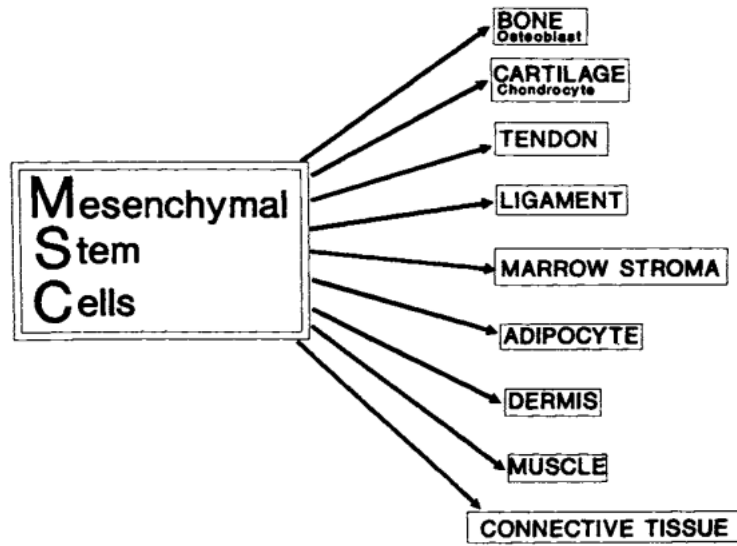 Mesenchymal
Stem
Cells
BONE
Osteoblast
CARTILAGE
Chondrocyte
TENDON
LIGAMENT
MARROW STROMA
ADIPOCYTE
DERMIS
MUSCLE
CONNECTIVE TISSUE